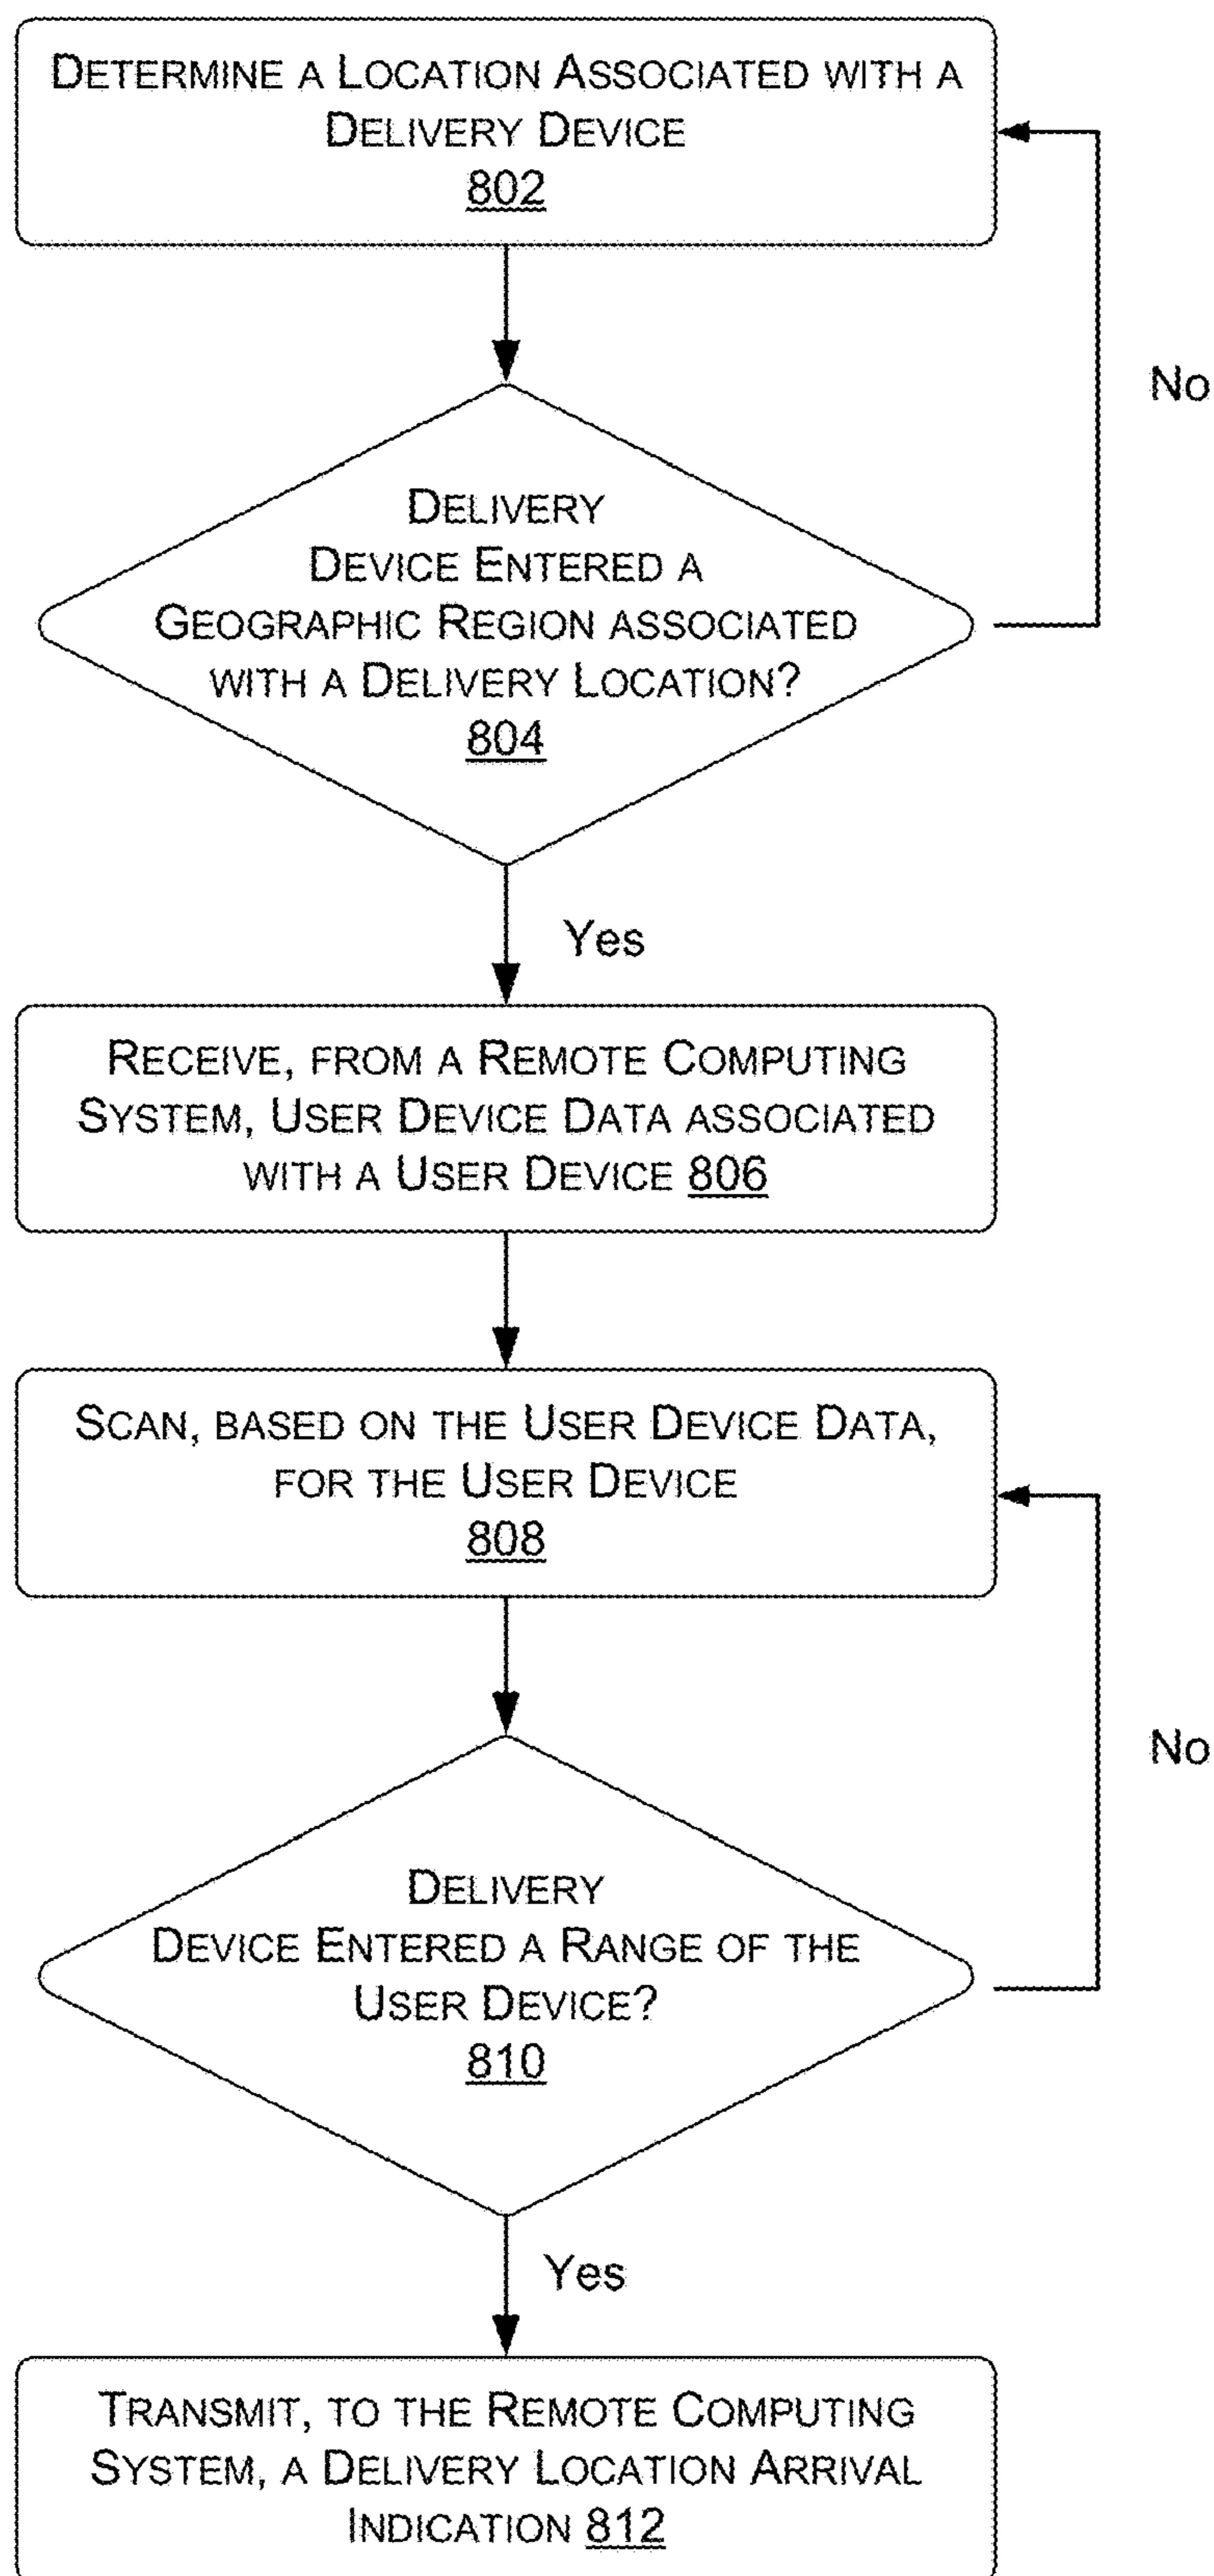 DETERMINE A LOCATION ASSOCIATED WITH A
DELIVERY DEVICE
802
No
DELIVERY
DEVICE ENTERED A
GEOGRAPHIC REGION ASSOCIATED
WITH A DELIVERY LOCATION?
804
Yes
RECEIVE, FROM A REMOTE COMPUTING
SYSTEM, USER DEVICE DATA ASSOCIATED
WITH A USER DEVICE 806
SCAN, BASED ON THE USER DEVICE DATA,
FOR THE USER DEVICE
808
No
DELIVERY
DEVICE ENTERED A RANGE OF THE
USER DEVICE?
810
Yes
TRANSMIT, TO THE REMOTE COMPUTING
SYSTEM, A DELIVERY LOCATION ARRIVAL
INDICATION 812